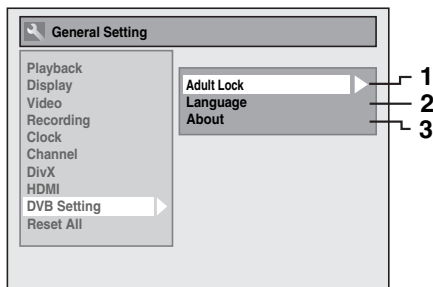 General Setting
Playback
Display
Video
Recording
Clock
Channel
DivX
HDMI
DVB Setting
Reset All
Adult Lock
Language
About
1
2
3